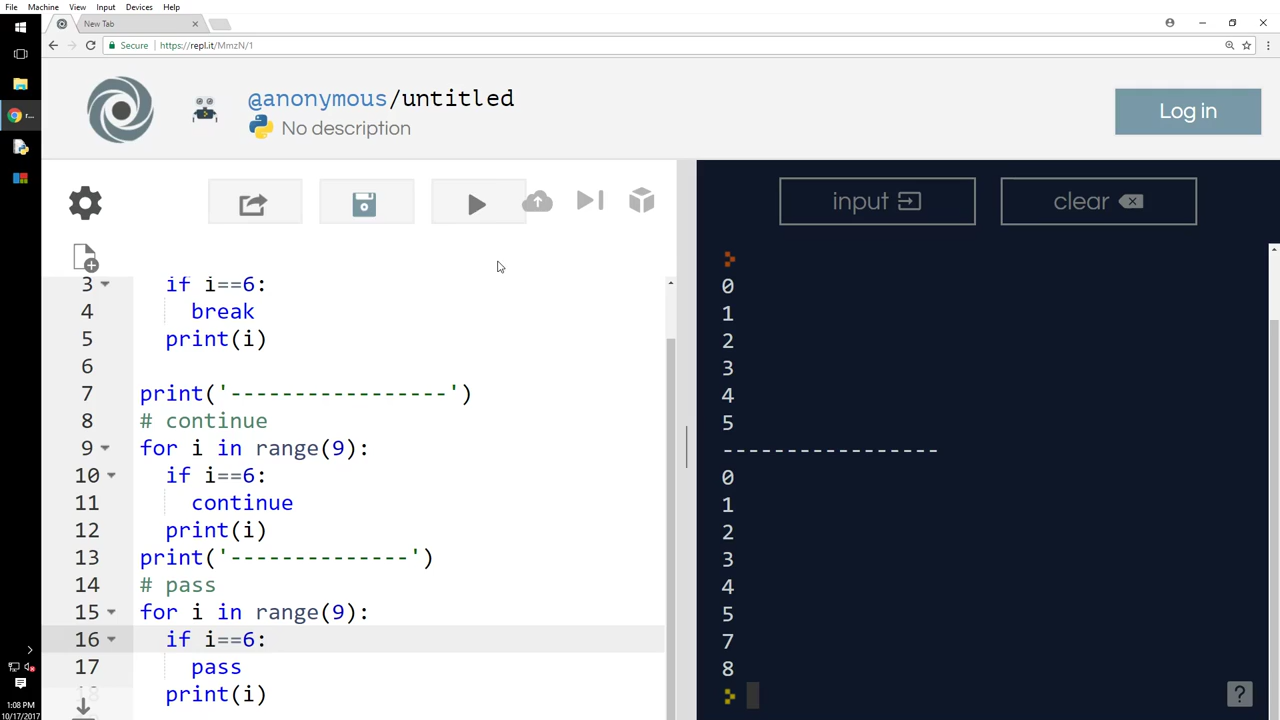 File Machine View Input Devices Help
New Tab
Secure https://repl.it/MmzN/1
@anonymous/untitled
No description
Log in
input
clear
3 if i==6:
4 break
5 print(i)
6
7 print('-----------------')
8 # continue
9 for i in range(9):
10 if i==6:
11 continue
12 print(i)
13 print('--------------')
14 # pass
15 for i in range(9):
16 if i==6:
17 pass
18 print(i)
0
1
2
3
4
5
-----------------
0
1
2
3
4
5
7
8
?
1:08 PM
10/17/2017